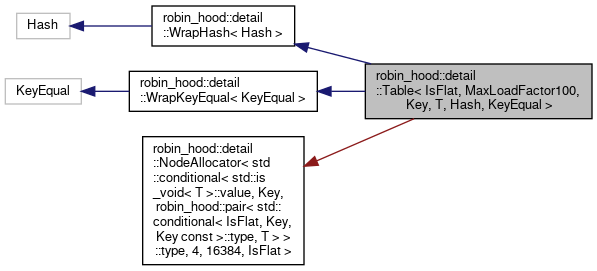 Hash
robin_hood::detail
::WrapHash< Hash >
KeyEqual
robin_hood::detail
::WrapKeyEqual< KeyEqual >
robin_hood::detail
::Table< IsFlat, MaxLoadFactor100,
Key, T, Hash, KeyEqual >
robin_hood::detail
::NodeAllocator< std
::conditional< std::is
_void< T >::value, Key,
robin_hood::pair< std::
conditional< IsFlat, Key,
Key const >::type, T > >
::type, 4, 16384, IsFlat >